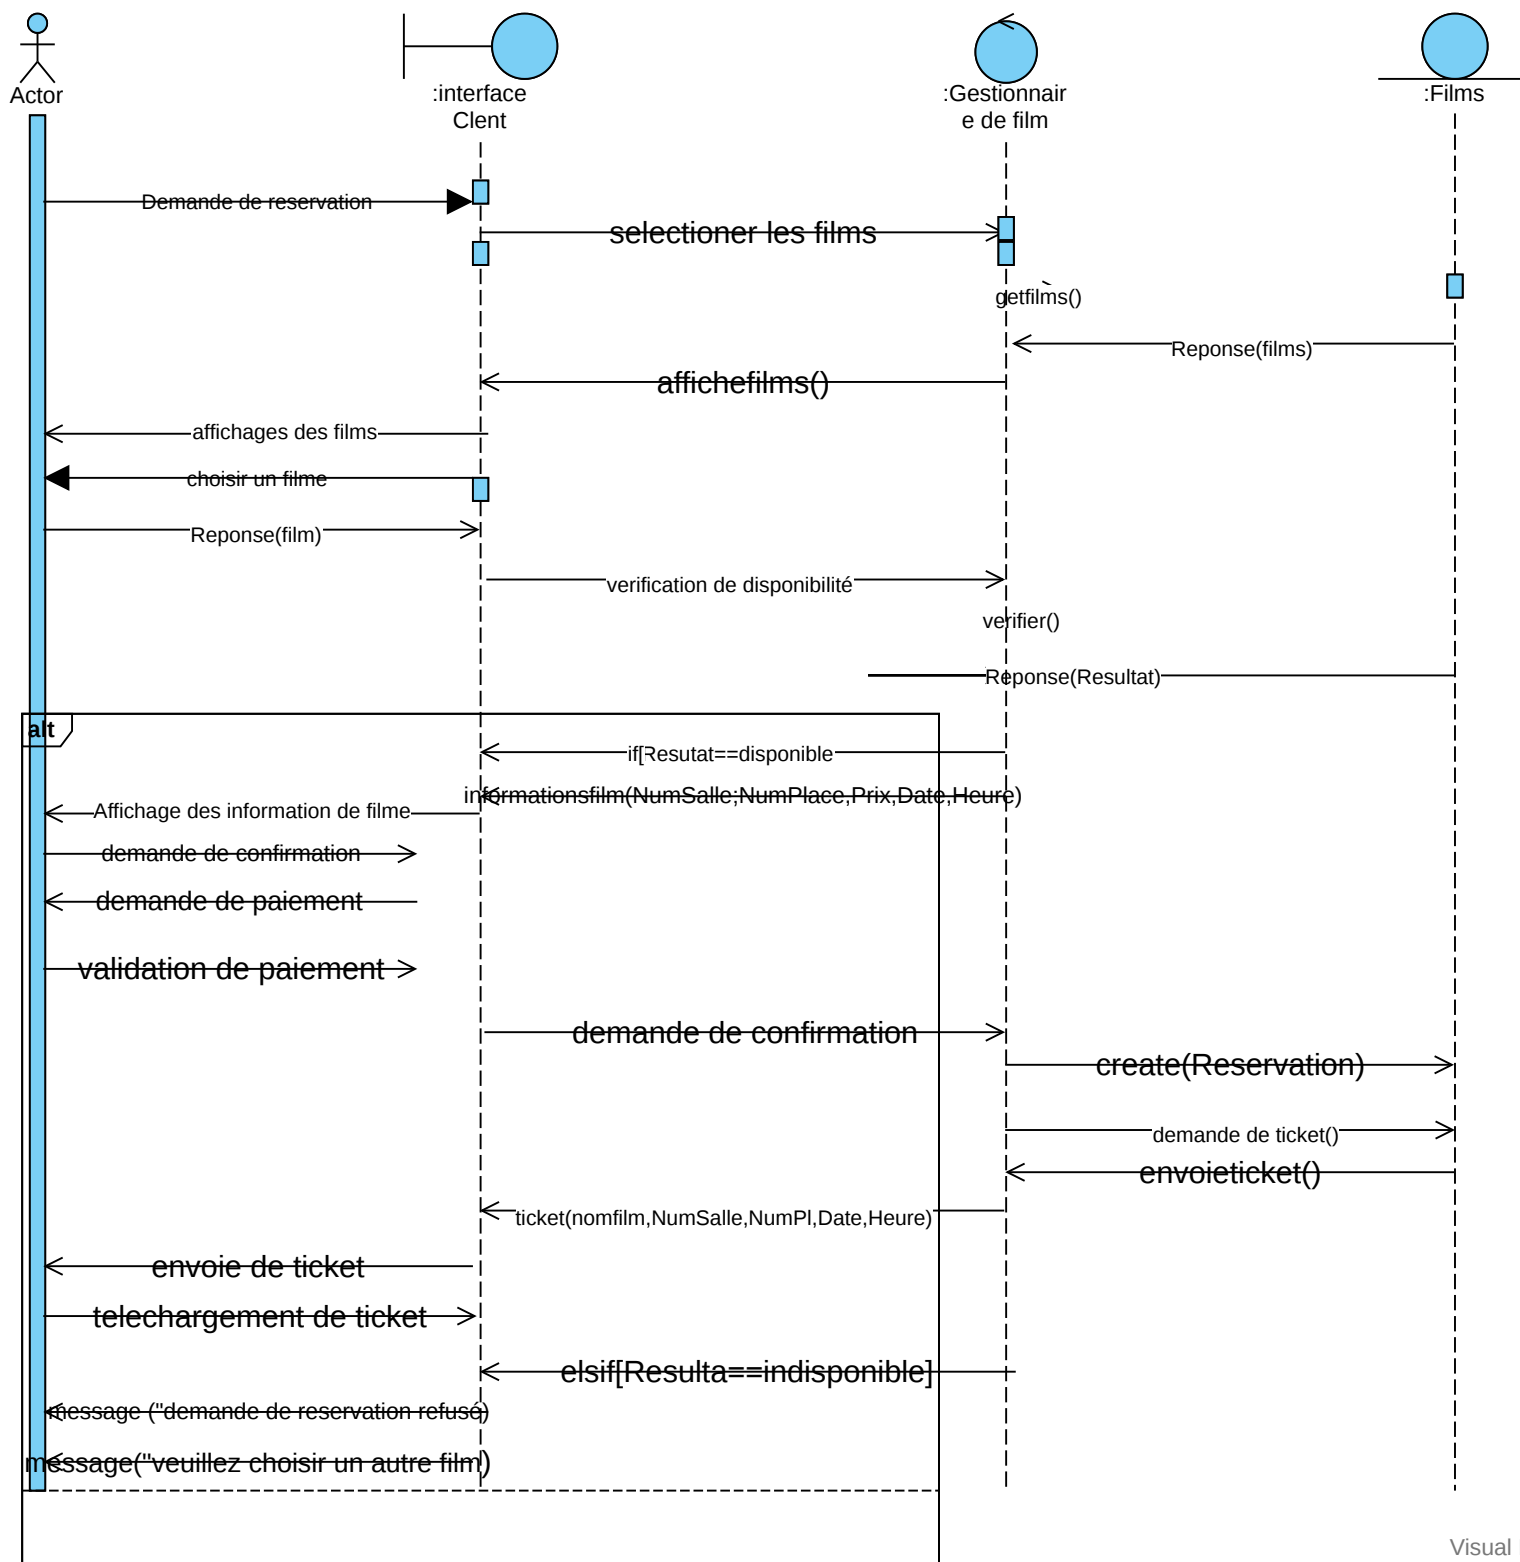 Actor
:interface
Clent
:Gestionnair
e de film
:Films
Demande de reservation
selectioner les films
getfilms()
Reponse(films)
affichefilms()
affichages des films
choisir un filme
Reponse(film)
verification de disponibilité
verifier()
Reponse(Resultat)
alt
if[Resutat==disponible
informationsfilm(NumSalle;NumPlace,Prix,Date,Heure)
Affichage des information de filme
demande de confirmation
demande de paiement
validation de paiement
demande de confirmation
create(Reservation)
demande de ticket()
envoieticket()
ticket(nomfilm,NumSalle,NumPl,Date,Heure)
envoie de ticket
telechargement de ticket
elsif[Resulta==indisponible]
message ("demande de reservation refusé)
message("veuillez choisir un autre film)
Visual